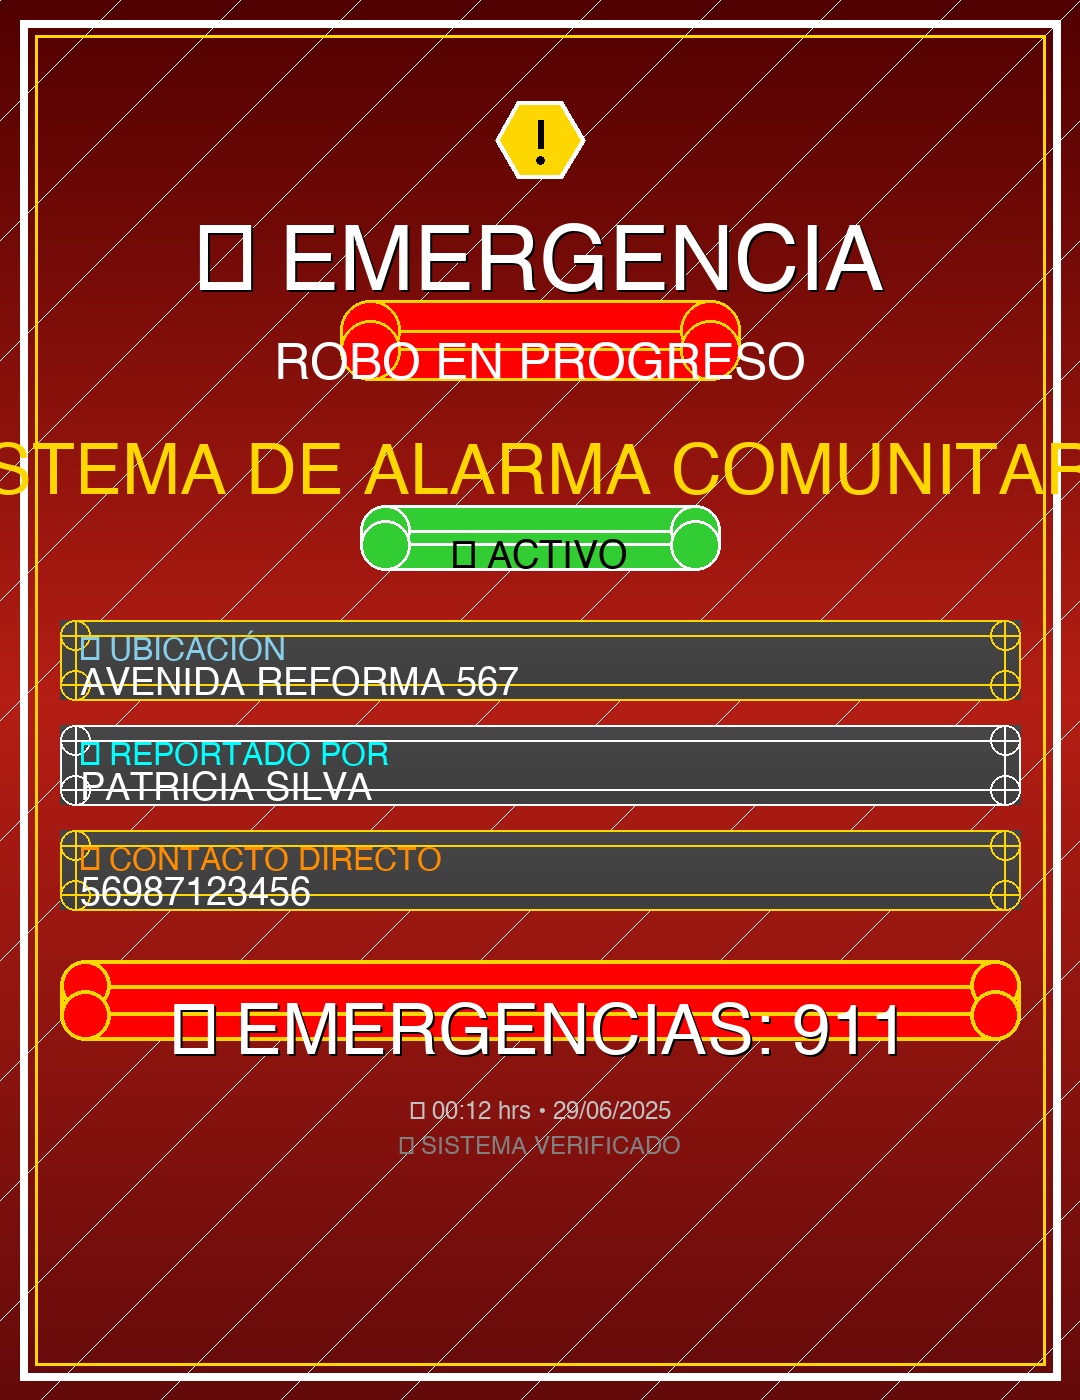 !
▯ EMERGENCIA
ROBO EN PROGRESO
STEMA DE ALARMA COMUNITAR
▯ ACTIVO
▯ UBICACIÓN
AVENIDA REFORMA 567
▯ REPORTADO POR
PATRICIA SILVA
▯ CONTACTO DIRECTO
56987123456
▯ EMERGENCIAS: 911
▯ 00:12 hrs • 29/06/2025
▯ SISTEMA VERIFICADO